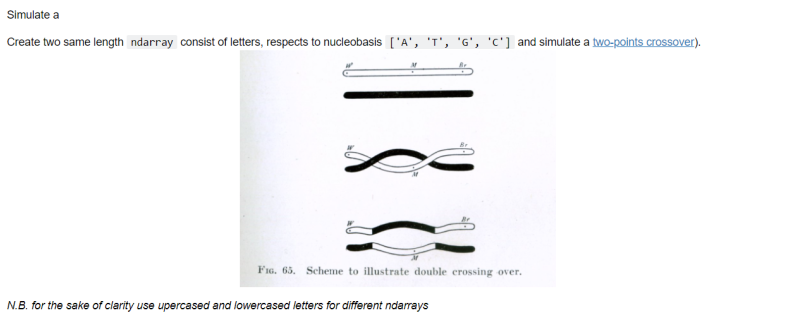 Simulate a
Create two same length ndarray consist of letters, respects to nucleobasis ['A', 'T', 'G', 'C'] and simulate a two-points crossover).
W M Br
W Br
M
W Br
M
FIG. 65. Scheme to illustrate double crossing over.
N.B. for the sake of clarity use upercased and lowercased letters for different ndarrays